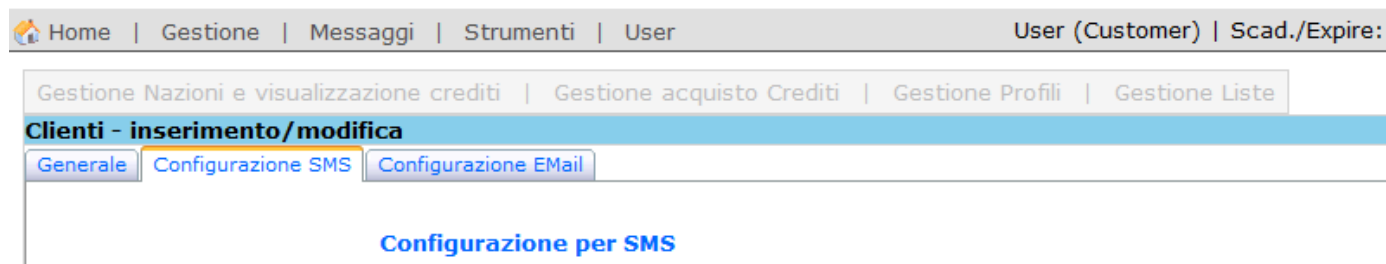 Home | Gestione | Messaggi | Strumenti | User User (Customer) | Scad./Expire:
Gestione Nazioni e visualizzazione crediti | Gestione acquisto Crediti | Gestione Profili | Gestione Liste
Clienti - inserimento/modifica
Generale Configurazione SMS Configurazione EMail
Configurazione per SMS